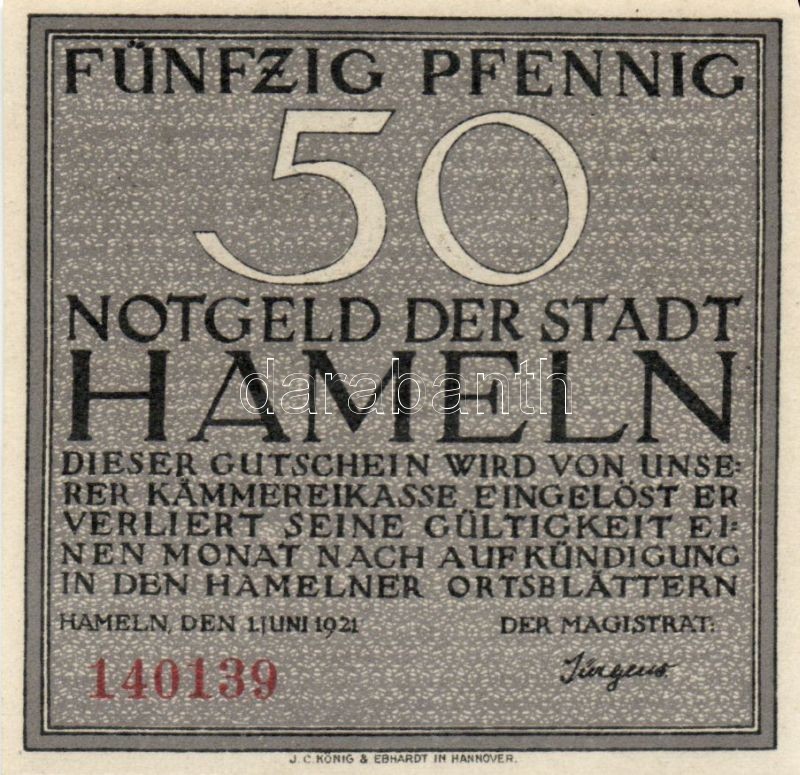 FÜNFZIG PFENNIG
50
NOTGELD DER STADT
HAMELN
darabanth
DIESER GUTSCHEIN WIRD VON UNSE-
RER KÄMMEREIKASSE EINGELÖST ER
VERLIERT SEINE GÜLTIGKEIT EI-
NEN MONAT NACH AUFKÜNDIGUNG
IN DEN HAMELNER ORTSBLÄTTERN
HAMELN, DEN 1. JUNI 1921 DER MAGISTRAT:
140139 Jürgens
J. C. KÖNIG & EBHARDT IN HANNOVER.